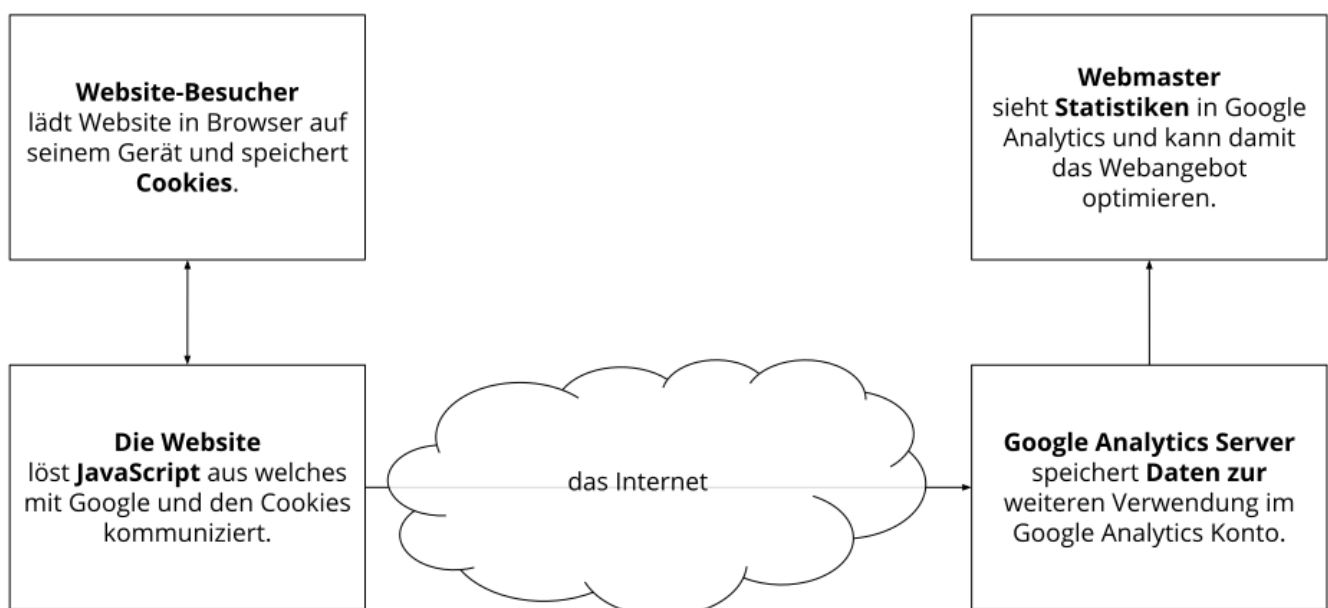 Website-Besucher
lädt Website in Browser auf
seinem Gerät und speichert
Cookies.
Webmaster
sieht Statistiken in Google
Analytics und kann damit
das Webangebot
optimieren.
Die Website
löst JavaScript aus welches
mit Google und den Cookies
kommuniziert.
das Internet
Google Analytics Server
speichert Daten zur
weiteren Verwendung im
Google Analytics Konto.